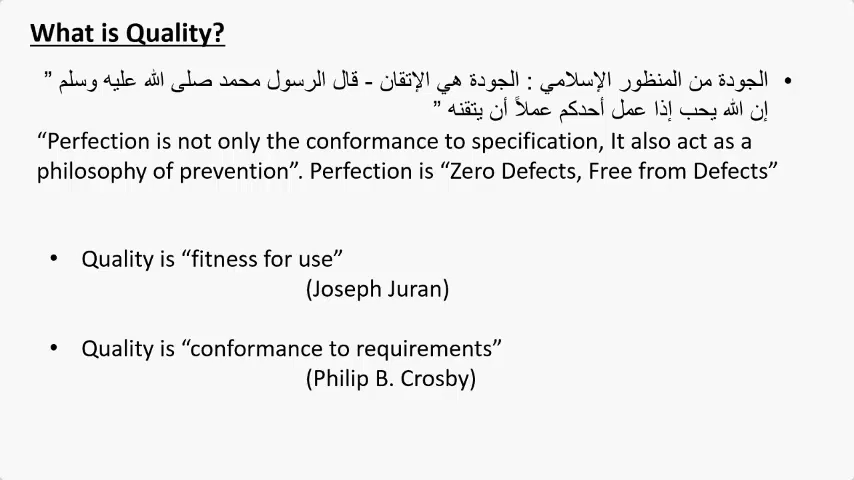 What is Quality?
• الجودة من المنظور الإسلامي : الجودة هي الإتقان - قال الرسول محمد صلى الله عليه وسلم ”
إن الله يحب إذا عمل أحدكم عملاً أن يتقنه ”
“Perfection is not only the conformance to specification, It also act as a
philosophy of prevention”. Perfection is “Zero Defects, Free from Defects”
• Quality is “fitness for use”
(Joseph Juran)
• Quality is “conformance to requirements”
(Philip B. Crosby)